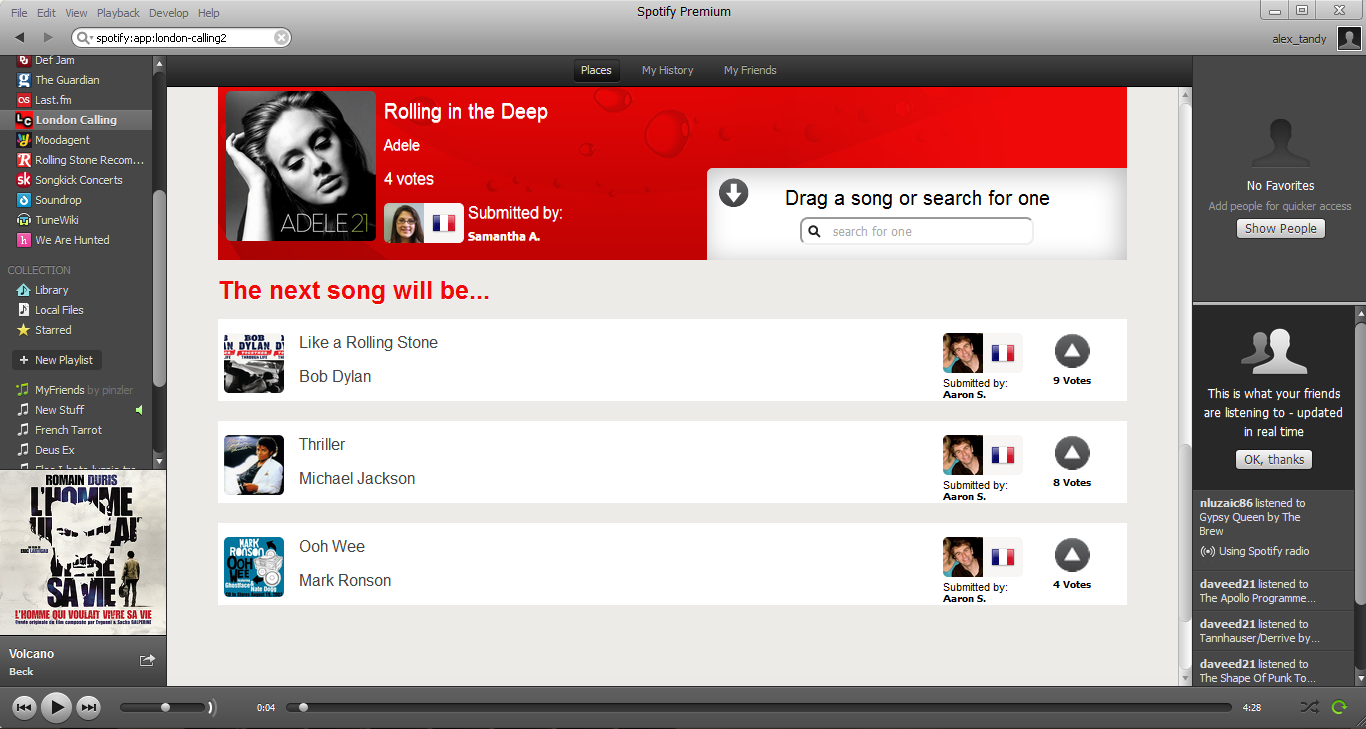 File Edit View Playback Develop Help
Spotify Premium
spotify:app:london-calling2
alex_tandy
Def Jam
The Guardian
Last.fm
London Calling
Moodagent
Rolling Stone Recom...
Songkick Concerts
Soundrop
TuneWiki
We Are Hunted
COLLECTION
Library
Local Files
Starred
+ New Playlist
MyFriends by pinzler
New Stuff
French Tarrot
Deus Ex
ROMAIN DURIS
L'HOMME
SA VIE
L'HOMME QUI VOULAIT VIVRE SA VIE
Volcano
Beck
Places My History My Friends
Rolling in the Deep
Adele
4 votes
ADELE 21
Submitted by:
Samantha A.
Drag a song or search for one
search for one
The next song will be...
BOB DYLAN
Like a Rolling Stone
Bob Dylan
Submitted by:
Aaron S.
9 Votes
Thriller
Michael Jackson
Submitted by:
Aaron S.
8 Votes
MARK RONSON
OOH WEE
Ooh Wee
Mark Ronson
Submitted by:
Aaron S.
4 Votes
No Favorites
Add people for quicker access
Show People
This is what your friends
are listening to - updated
in real time
OK, thanks
nluzaic86 listened to
Gypsy Queen by The
Brew
Using Spotify radio
daveed21 listened to
The Apollo Programme...
daveed21 listened to
Tannhauser/Derrive by...
daveed21 listened to
The Shape Of Punk To...
0:04
4:28